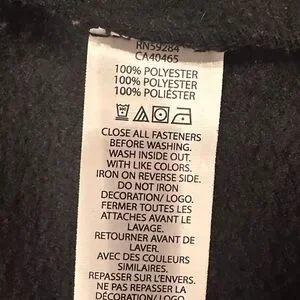 RN59284
CA40465
100% POLYESTER
100% POLYESTER
100% POLIÉSTER
CLOSE ALL FASTENERS
BEFORE WASHING.
WASH INSIDE OUT.
WITH LIKE COLORS.
IRON ON REVERSE SIDE.
DO NOT IRON
DECORATION/ LOGO.
FERMER TOUTES LES
ATTACHES AVANT LE
LAVAGE.
RETOURNER AVANT DE
LAVER.
AVEC DES COULEURS
SIMILAIRES.
REPASSER SUR L'ENVERS.
NE PAS REPASSER LA
DÉCORATION/ LOGO